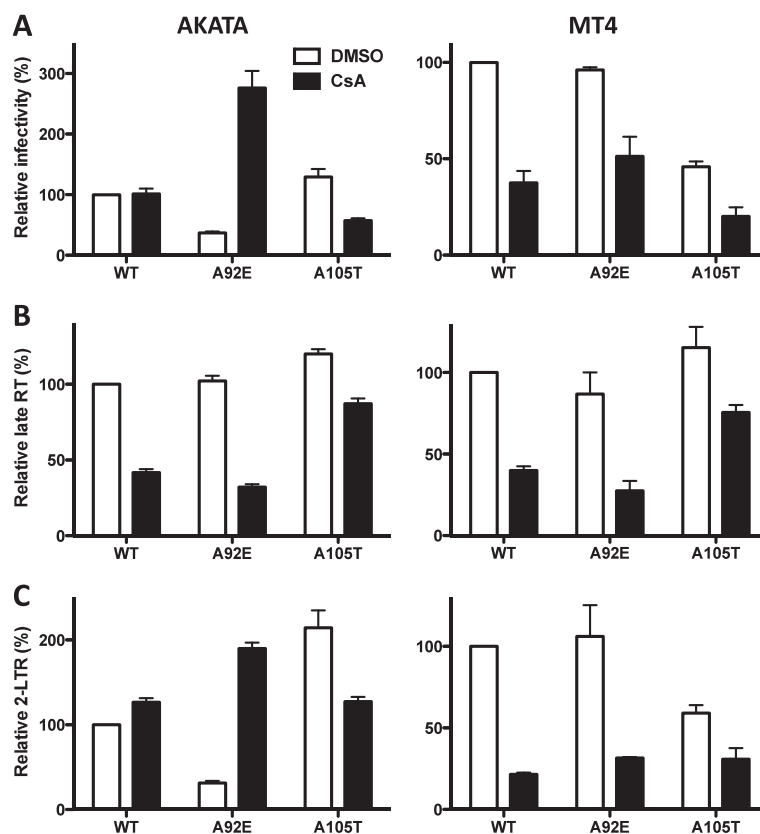 A
AKATA
MT4
DMSO
CsA
Relative infectivity (%)
300
200
100
0
WT
A92E
A105T
100
50
0
WT
A92E
A105T
B
Relative late RT (%)
100
50
0
WT
A92E
A105T
100
50
0
WT
A92E
A105T
C
Relative 2-LTR (%)
200
100
0
WT
A92E
A105T
100
50
0
WT
A92E
A105T